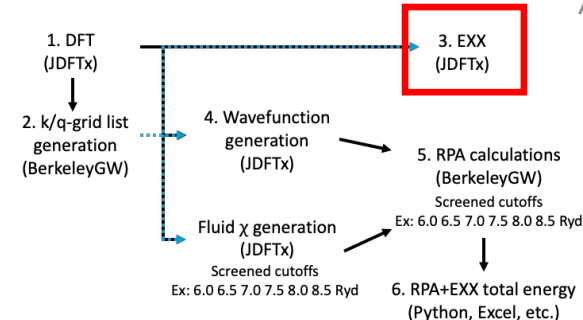 1. DFT
(JDFTx)
3. EXX
(JDFTx)
2. k/q-grid list
generation
(BerkeleyGW)
4. Wavefunction
generation
(JDFTx)
5. RPA calculations
(BerkeleyGW)
Screened cutoffs
Ex: 6.0 6.5 7.0 7.5 8.0 8.5 Ryd
Fluid χ generation
(JDFTx)
Screened cutoffs
Ex: 6.0 6.5 7.0 7.5 8.0 8.5 Ryd
6. RPA+EXX total energy
(Python, Excel, etc.)